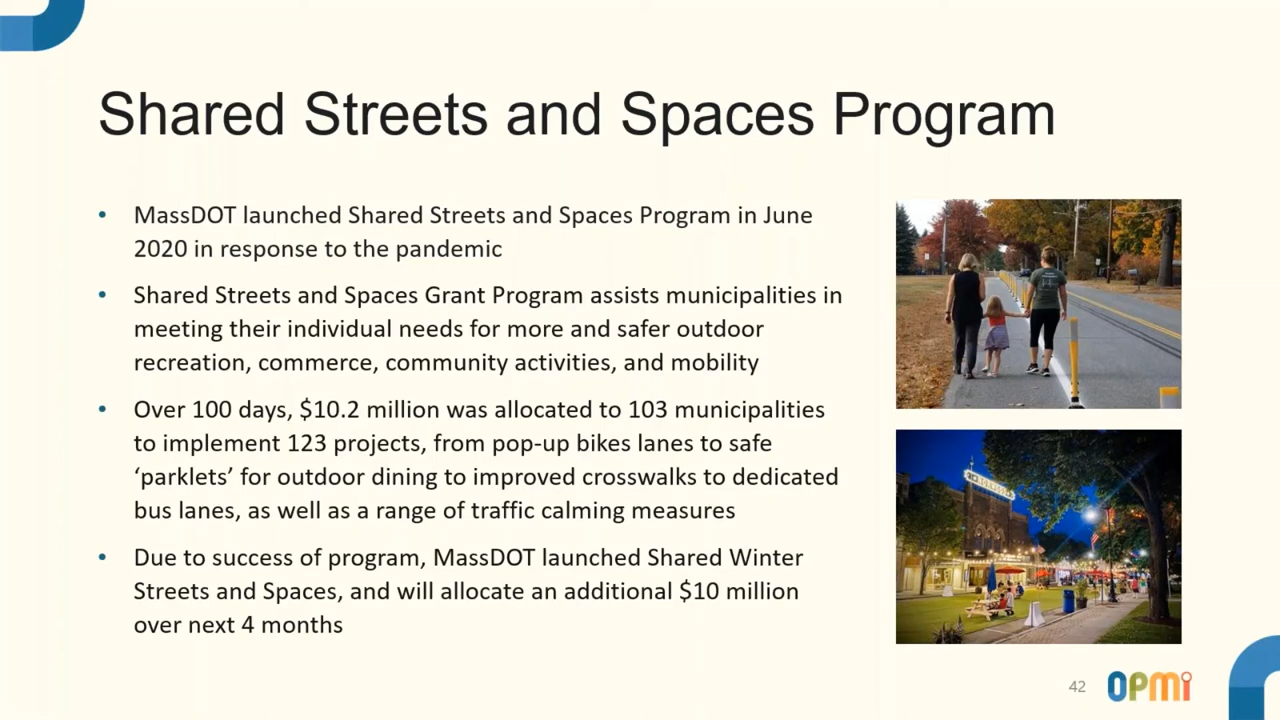 Shared Streets and Spaces Program
• MassDOT launched Shared Streets and Spaces Program in June
2020 in response to the pandemic
• Shared Streets and Spaces Grant Program assists municipalities in
meeting their individual needs for more and safer outdoor
recreation, commerce, community activities, and mobility
• Over 100 days, $10.2 million was allocated to 103 municipalities
to implement 123 projects, from pop-up bikes lanes to safe
‘parklets’ for outdoor dining to improved crosswalks to dedicated
bus lanes, as well as a range of traffic calming measures
• Due to success of program, MassDOT launched Shared Winter
Streets and Spaces, and will allocate an additional $10 million
over next 4 months
42
OPMi